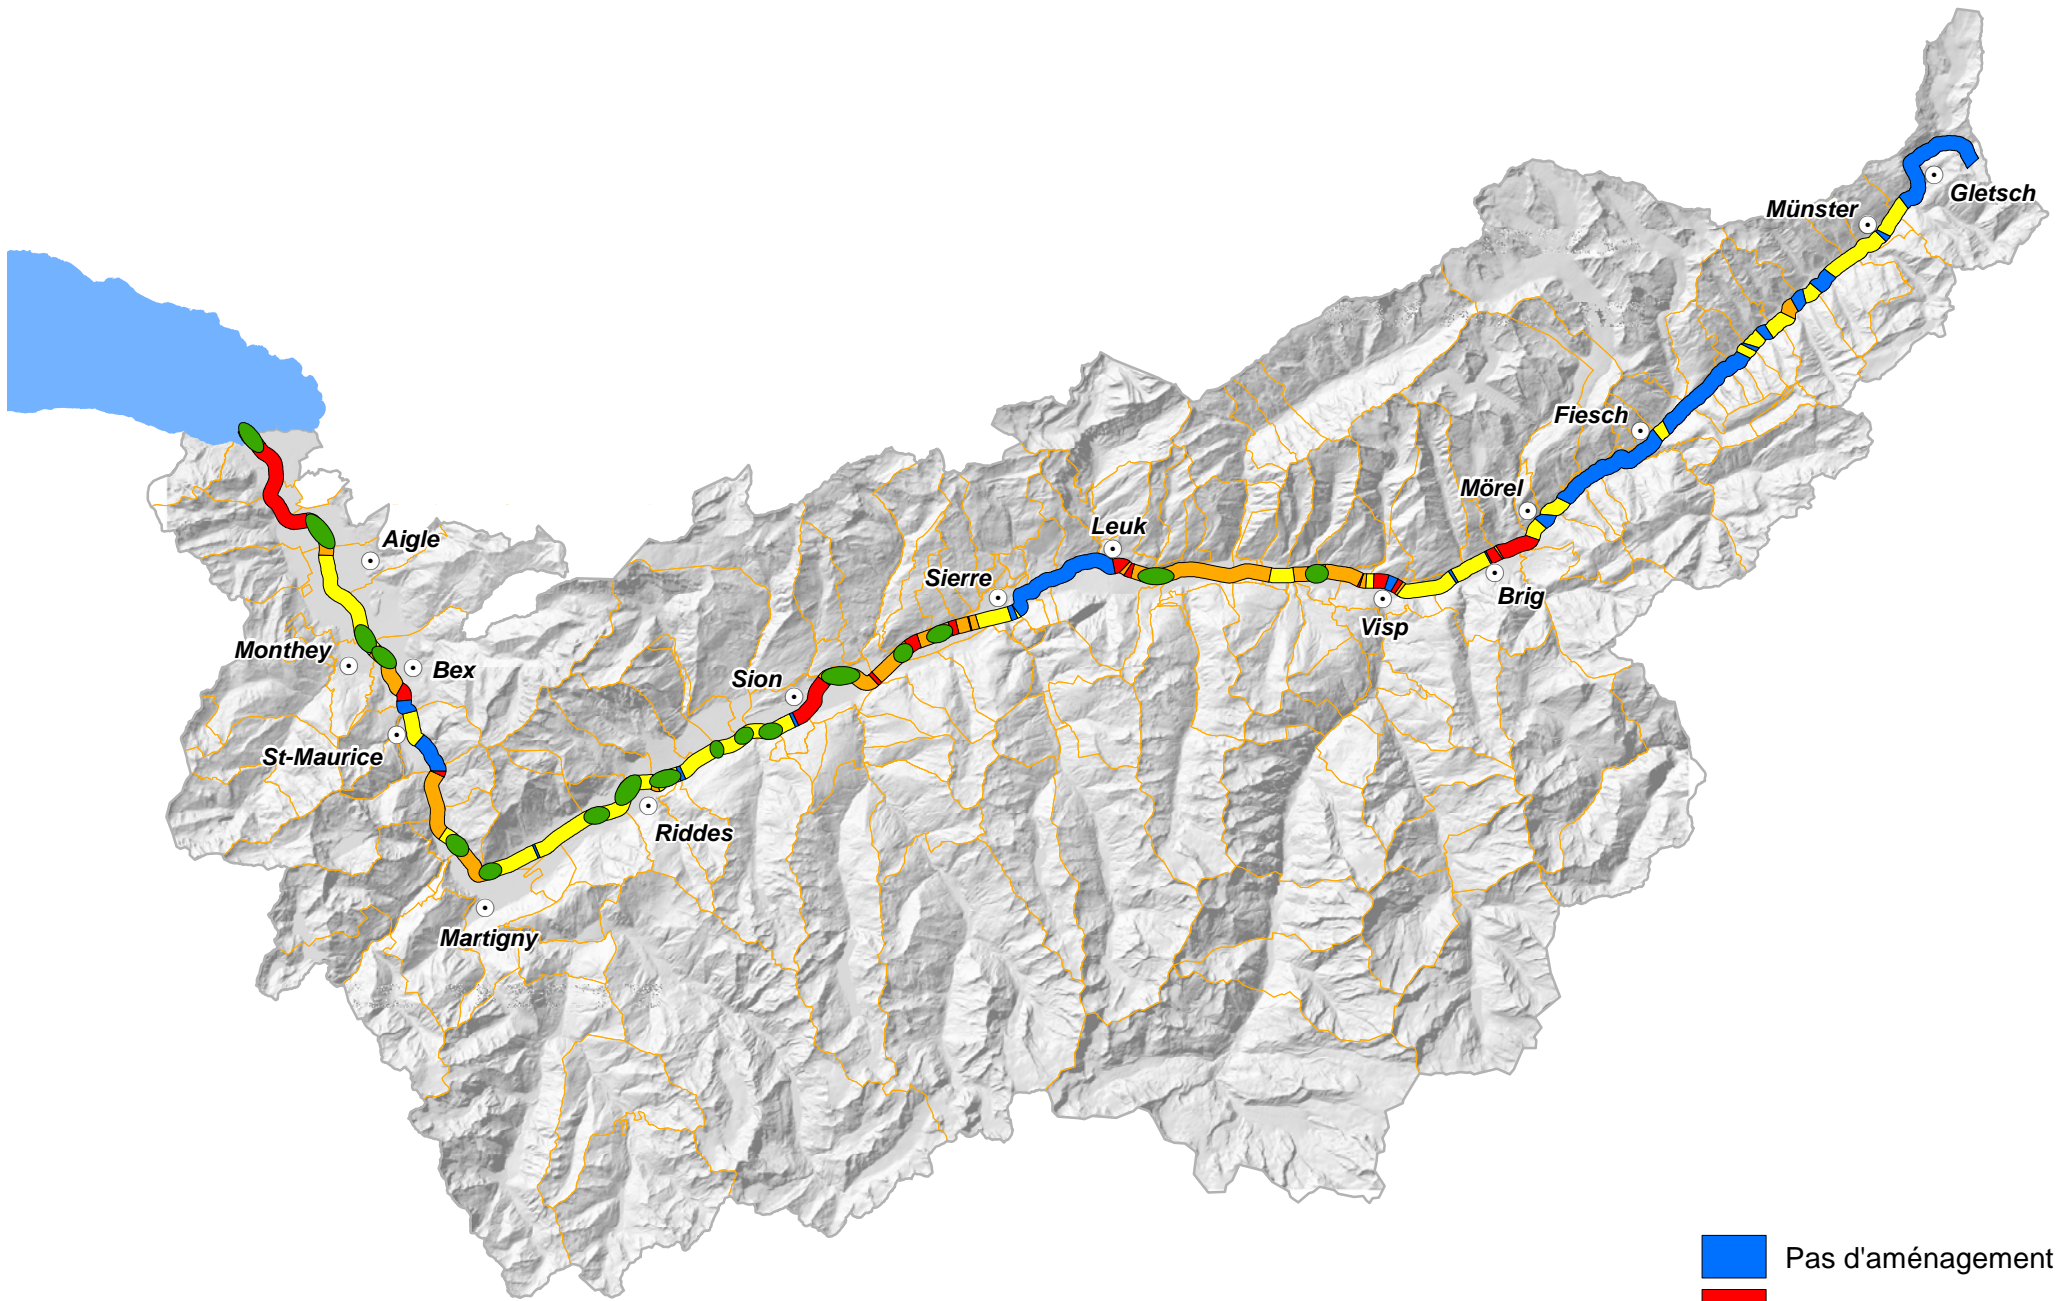 Gletsch
Münster
Fiesch
Mörel
Leuk
Aigle
Sierre
Brig
Visp
Monthey
Bex
Sion
St-Maurice
Riddes
Martigny
Pas d'aménagement